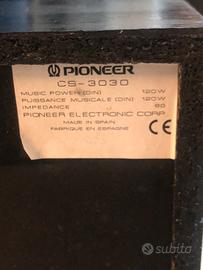 PIONEER
CS-3030
MUSIC POWER(DIN) 120W
PUISSANCE MUSICALE (DIN) 120W
IMPEDANCE 8Ω
PIONEER ELECTRONIC CORP
MADE IN SPAIN
FABRIQUE EN ESPAGNE
CE
subito